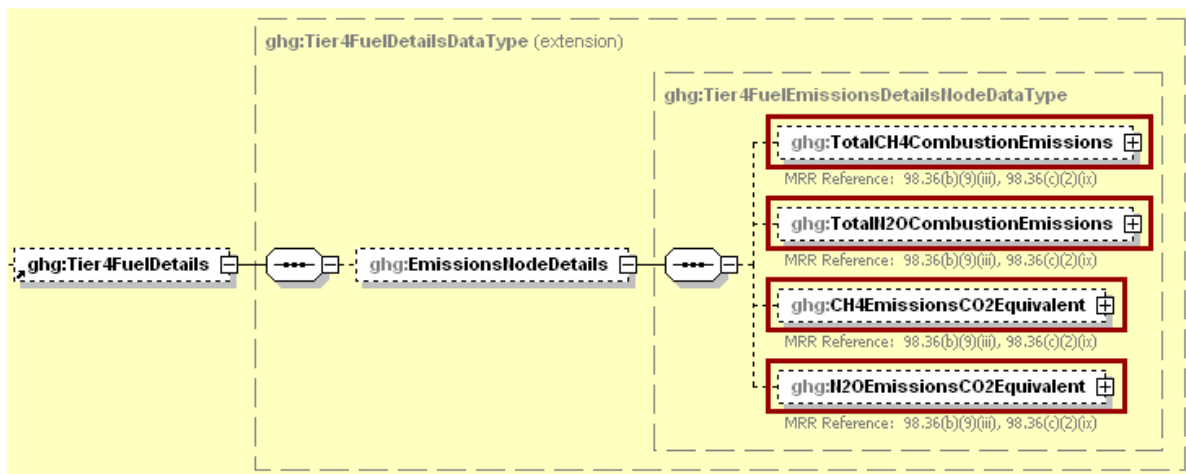 ghg:Tier4FuelDetailsDataType (extension)
ghg:Tier4FuelEmissionsDetailsNodeDataType
ghg:TotalCH4CombustionEmissions
MRR Reference: 98.36(b)(9)(iii), 98.36(c)(2)(ix)
ghg:TotalN2OCombustionEmissions
MRR Reference: 98.36(b)(9)(iii), 98.36(c)(2)(ix)
ghg:Tier4FuelDetails
ghg:EmissionsNodeDetails
ghg:CH4EmissionsCO2Equivalent
MRR Reference: 98.36(b)(9)(iii), 98.36(c)(2)(ix)
ghg:N2OEmissionsCO2Equivalent
MRR Reference: 98.36(b)(9)(iii), 98.36(c)(2)(ix)